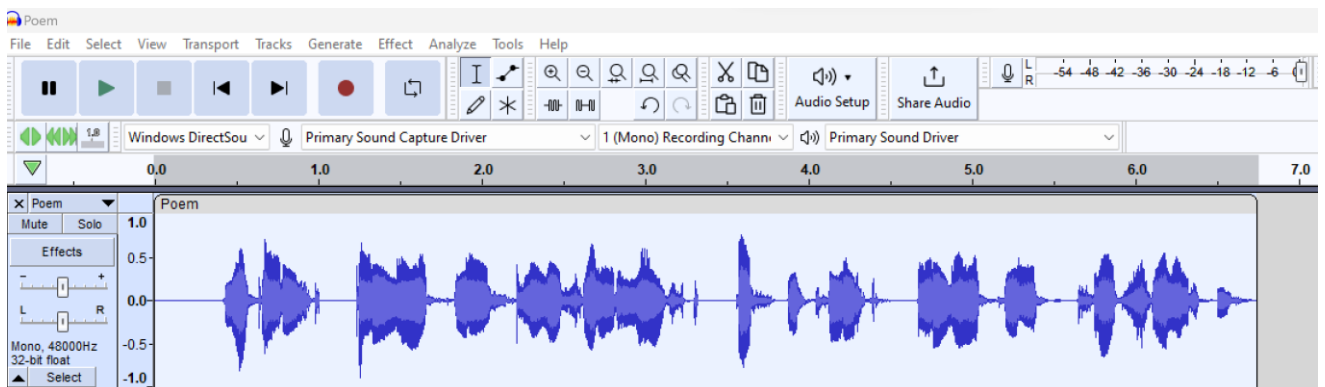 Poem
File Edit Select View Transport Tracks Generate Effect Analyze Tools Help
Audio Setup
Share Audio
L
R
-54 -48 -42 -36 -30 -24 -18 -12 -6 0
1.8
Windows DirectSou
Primary Sound Capture Driver
1 (Mono) Recording Chann
Primary Sound Driver
0.0 1.0 2.0 3.0 4.0 5.0 6.0 7.0
Poem
Poem
Mute Solo
Effects
- +
L R
Mono, 48000Hz
32-bit float
Select
1.0
0.5
0.0
-0.5
-1.0